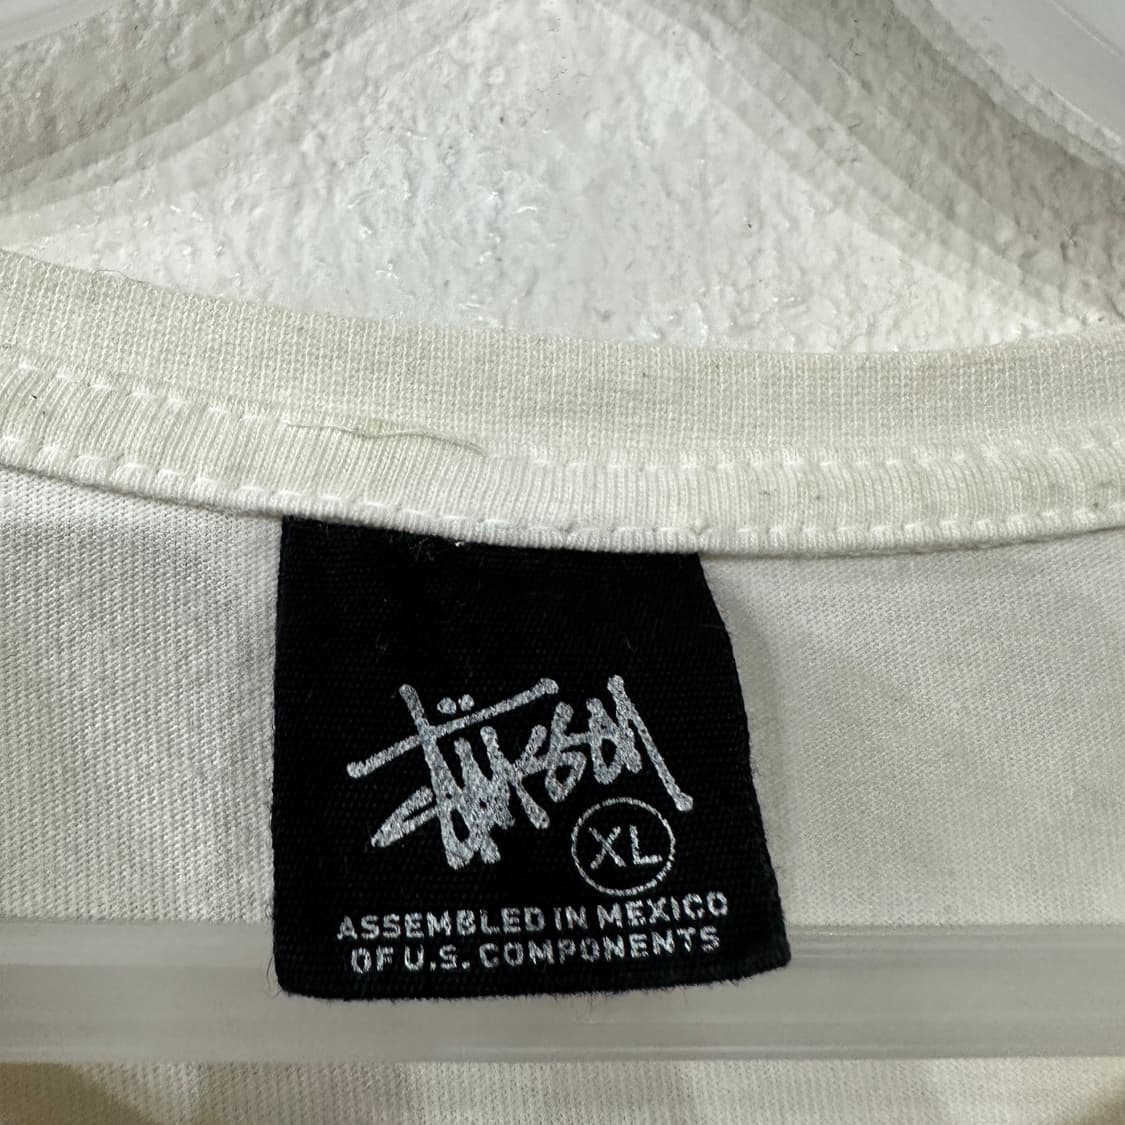 Stüssy
XL
ASSEMBLED IN MEXICO
OF U.S. COMPONENTS